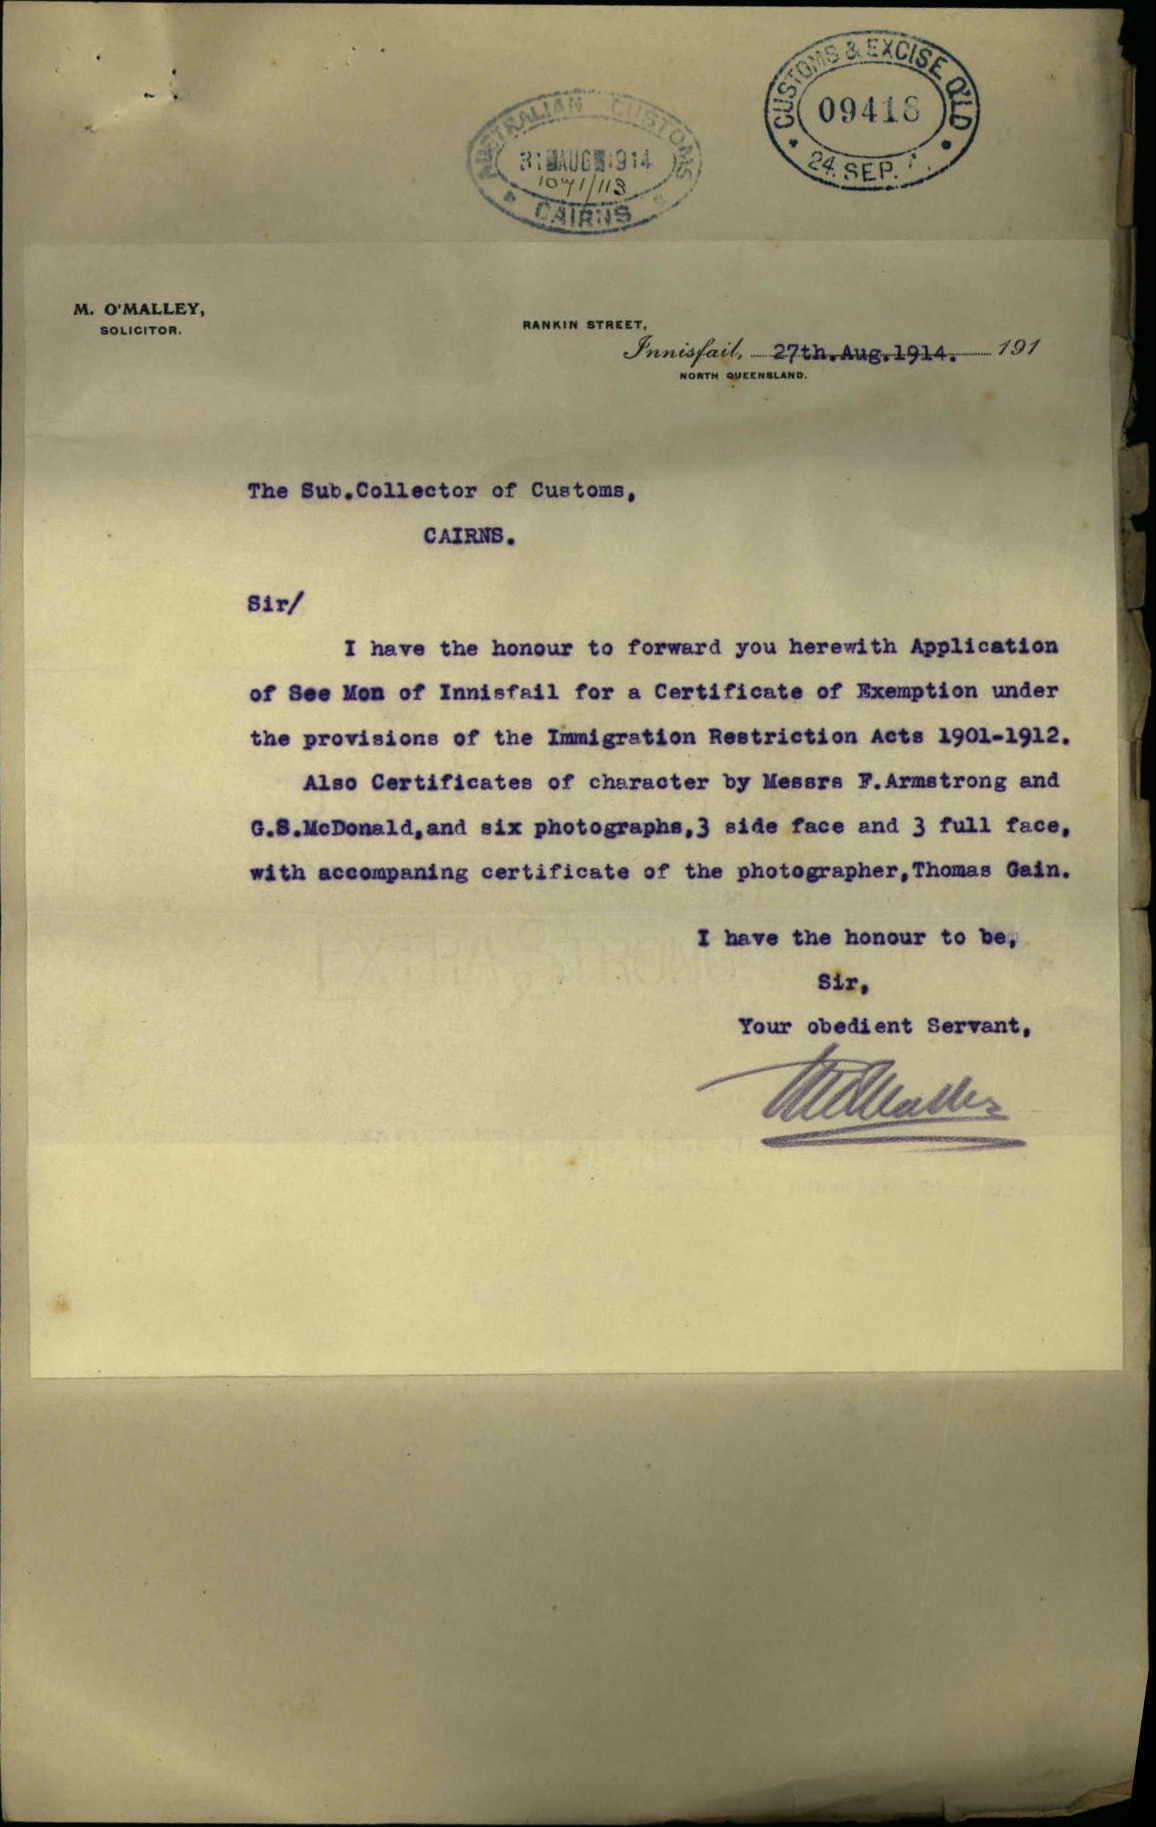 CUSTOMS & EXCISE Q'LD
24. SEP.
AUSTRALIAN CUSTOMS
31 AUG 1914
CAIRNS
M. O'MALLEY,
SOLICITOR.
RANKIN STREET,
Innisfail, 27th.Aug.1914. 191
NORTH QUEENSLAND.
The Sub.Collector of Customs,
CAIRNS.
Sir/
I have the honour to forward you herewith Application
of See Mon of Innisfail for a Certificate of Exemption under
the provisions of the Immigration Restriction Acts 1901-1912.
Also Certificates of character by Messrs F.Armstrong and
G.S.McDonald,and six photographs,3 side face and 3 full face,
with accompaning certificate of the photographer,Thomas Gain.
I have the honour to be,
Sir,
Your obedient Servant,
M O'Malley